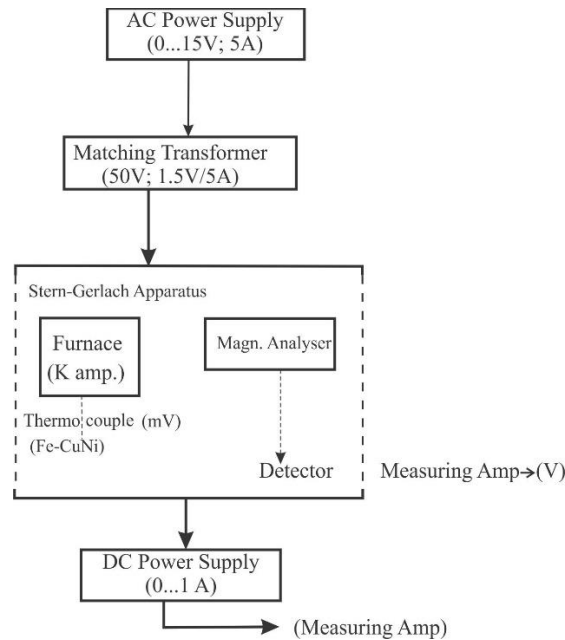 AC Power Supply
(0...15V; 5A)
Matching Transformer
(50V; 1.5V/5A)
Stern-Gerlach Apparatus
Furnace
(K amp.)
Magn. Analyser
Thermo couple (mV)
(Fe-CuNi)
Detector
Measuring Amp→(V)
DC Power Supply
(0...1 A)
(Measuring Amp)